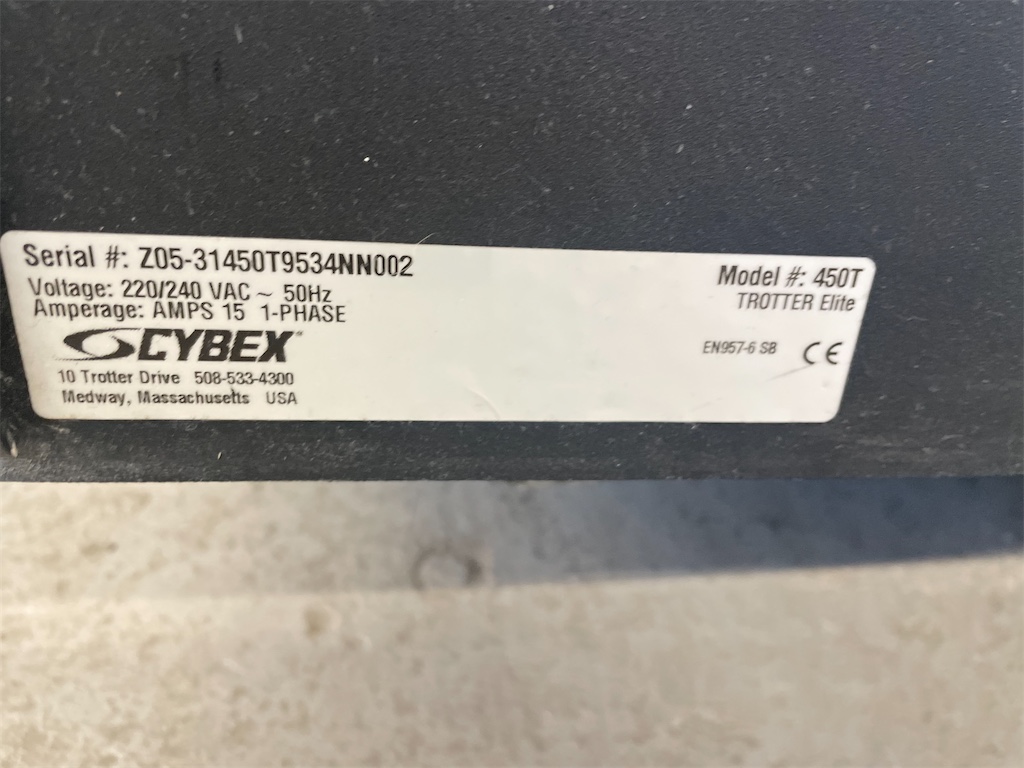 Serial #: Z05-31450T9534NN002
Voltage: 220/240 VAC ~ 50Hz
Amperage: AMPS 15 1-PHASE
CYBEX™
10 Trotter Drive 508-533-4300
Medway, Massachusetts USA
Model #: 450T
TROTTER Elite
EN957-6 SB CE